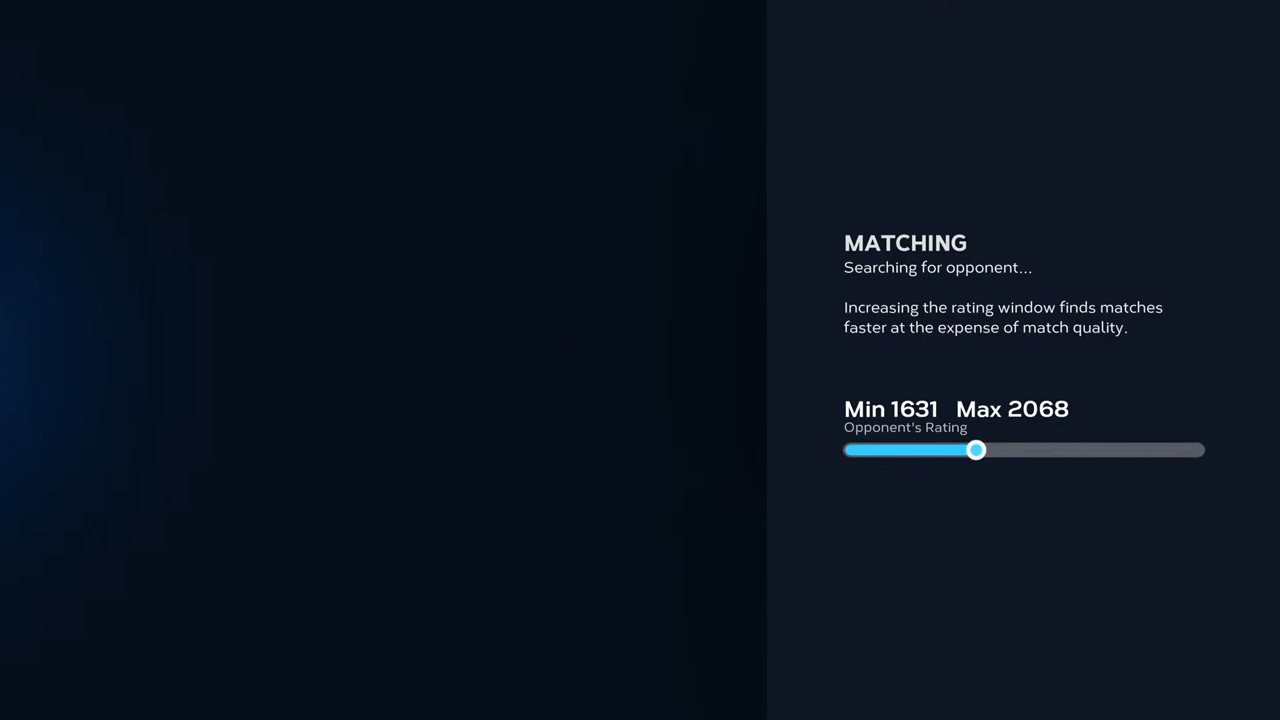 MATCHING
Searching for opponent...
Increasing the rating window finds matches
faster at the expense of match quality.
Min 1631 Max 2068
Opponent's Rating